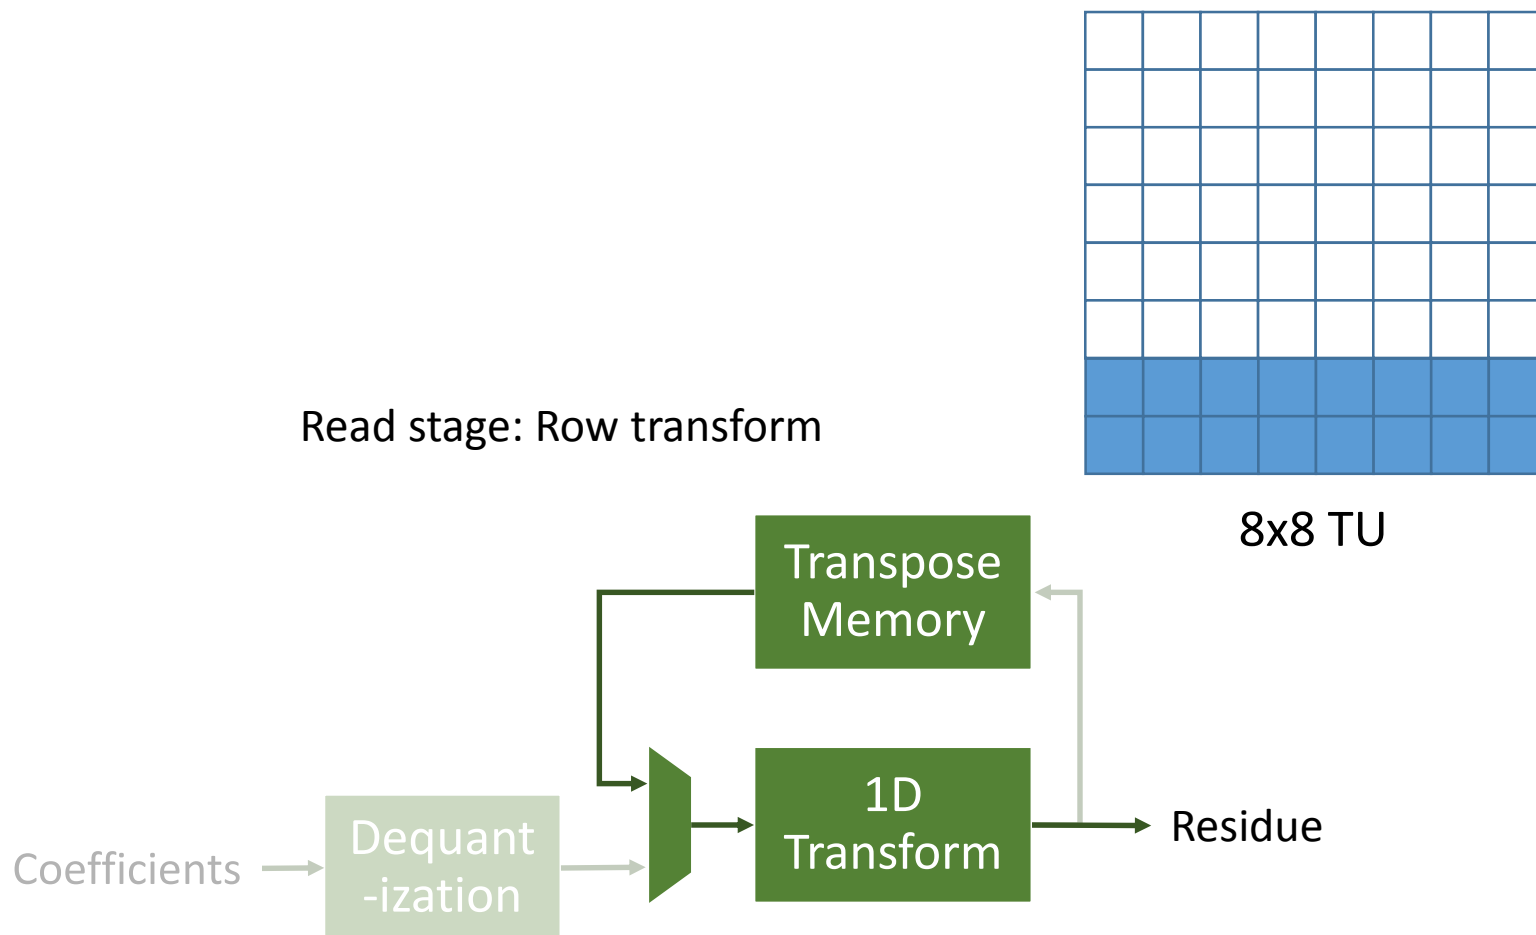 Read stage: Row transform
8x8 TU
Transpose
Memory
1D
Transform
Residue
Dequant
-ization
Coefficients